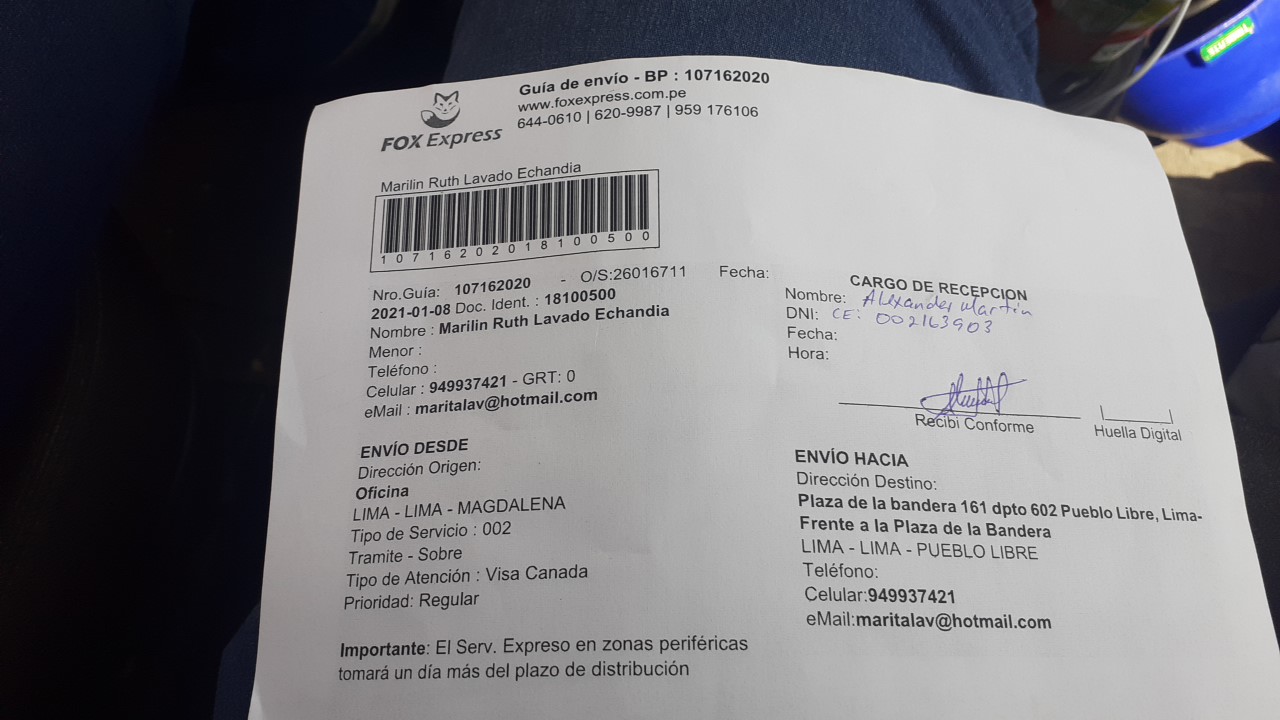 Guía de envío - BP : 107162020
www.foxexpress.com.pe
644-0610 | 620-9987 | 959 176106
FOX Express
Marilin Ruth Lavado Echandia
10716202018100500
Nro.Guía: 107162020 - O/S:26016711 Fecha:
2021-01-08 Doc. Ident. : 18100500
Nombre : Marilin Ruth Lavado Echandia
Menor :
Teléfono :
Celular : 949937421 - GRT: 0
eMail : maritalav@hotmail.com
CARGO DE RECEPCION
Nombre: Alexander Martin
DNI: CE: 002163903
Fecha:
Hora:
Recibi Conforme
Huella Digital
ENVÍO DESDE
Dirección Origen:
Oficina
LIMA - LIMA - MAGDALENA
Tipo de Servicio : 002
Tramite - Sobre
Tipo de Atención : Visa Canada
Prioridad: Regular
ENVÍO HACIA
Dirección Destino:
Plaza de la bandera 161 dpto 602 Pueblo Libre, Lima-
Frente a la Plaza de la Bandera
LIMA - LIMA - PUEBLO LIBRE
Teléfono:
Celular:949937421
eMail:maritalav@hotmail.com
Importante: El Serv. Expreso en zonas periféricas
tomará un día más del plazo de distribución